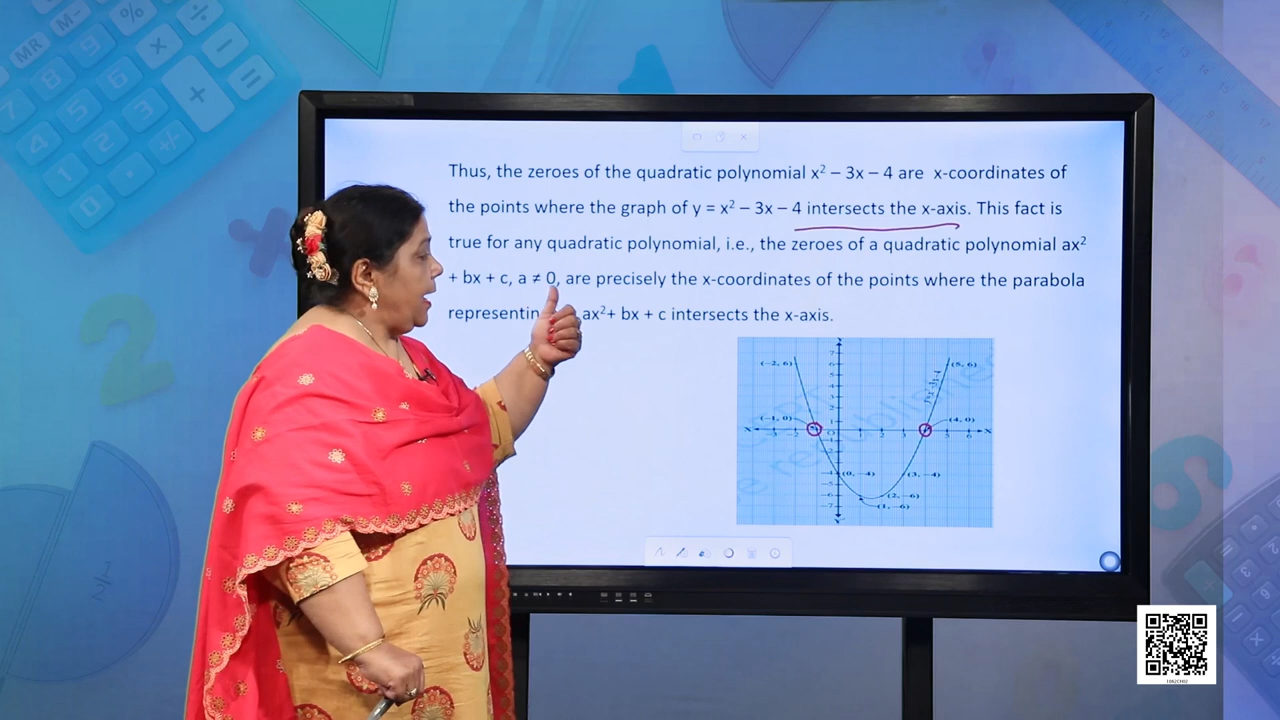 Thus, the zeroes of the quadratic polynomial x² – 3x – 4 are x-coordinates of
the points where the graph of y = x² – 3x – 4 intersects the x-axis. This fact is
true for any quadratic polynomial, i.e., the zeroes of a quadratic polynomial ax²
+ bx + c, a ≠ 0, are precisely the x-coordinates of the points where the parabola
representin ax²+ bx + c intersects the x-axis.
(–2, 6) (5, 6)
(–1, 0) (4, 0)
(0, –4) (3, –4)
(2, –6)
(1, –6)
1062CH02